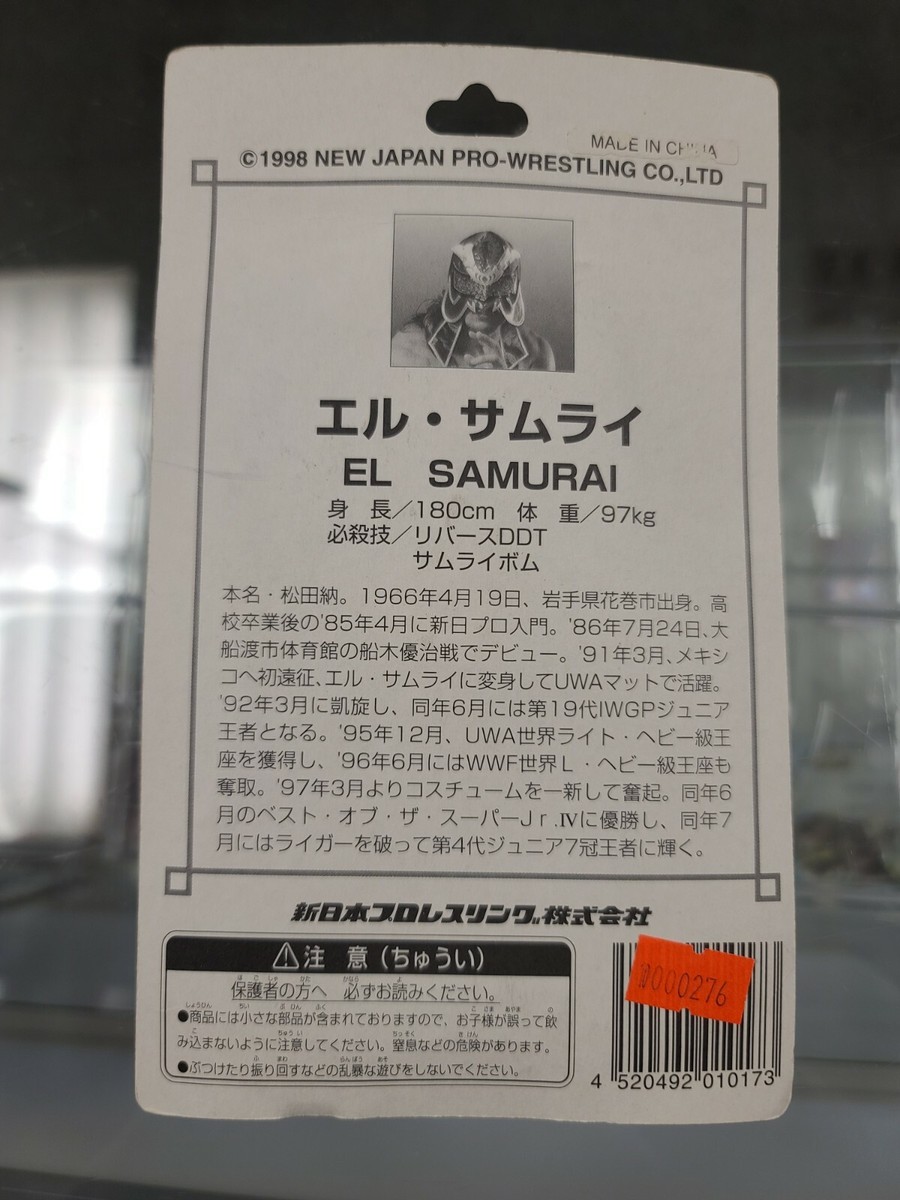 MADE IN CHINA
©1998 NEW JAPAN PRO-WRESTLING CO.,LTD
エル・サムライ
EL SAMURAI
身 長／180cm 体 重／97kg
必殺技／リバースDDT
サムライボム
本名・松田納。1966年4月19日、岩手県花巻市出身。高
校卒業後の'85年4月に新日プロ入門。'86年7月24日、大
船渡市体育館の船木優治戦でデビュー。'91年3月、メキシ
コへ初遠征、エル・サムライに変身してUWAマットで活躍。
'92年3月に凱旋し、同年6月には第19代IWGPジュニア
王者となる。'95年12月、UWA世界ライト・ヘビー級王
座を獲得し、'96年6月にはWWF世界L・ヘビー級王座も
奪取。'97年3月よりコスチュームを一新して奮起。同年6
月のベスト・オブ・ザ・スーパーJr.Ⅳに優勝し、同年7
月にはライガーを破って第4代ジュニア7冠王者に輝く。
新日本プロレスリング株式会社
⚠注 意（ちゅうい）
保護者の方へ 必ずお読みください。
●商品には小さな部品が含まれておりますので、お子様が誤って飲
み込まないように注意してください。窒息などの危険があります。
●ぶつけたり振り回すなどの乱暴な遊びをしないでください。
0000276
4 520492 010173